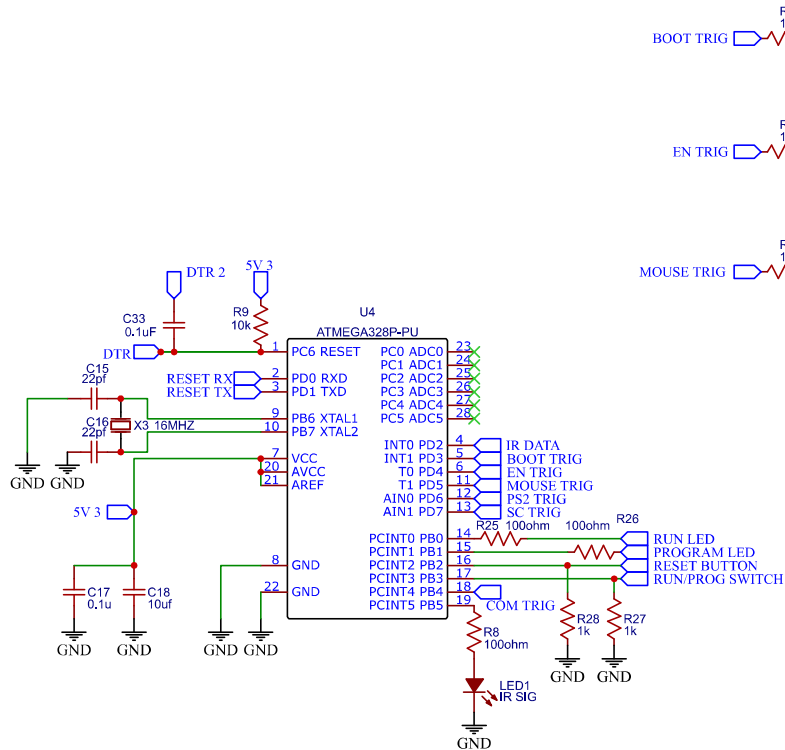 R
1
BOOT TRIG
R
1
EN TRIG
R
1
MOUSE TRIG
DTR 2
5V 3
C33
0.1uF
R9
10k
U4
ATMEGA328P-PU
DTR
1 PC6 RESET
PC0 ADC0 23
PC1 ADC1 24
PC2 ADC2 25
PC3 ADC3 26
PC4 ADC4 27
PC5 ADC5 28
RESET RX 2 PD0 RXD
RESET TX 3 PD1 TXD
C15
22pf
C16
22pf
X3 16MHZ
9 PB6 XTAL1
10 PB7 XTAL2
GND GND
7 VCC
20 AVCC
21 AREF
5V 3
INT0 PD2 4 IR DATA
INT1 PD3 5 BOOT TRIG
T0 PD4 6 EN TRIG
T1 PD5 11 MOUSE TRIG
AIN0 PD6 12 PS2 TRIG
AIN1 PD7 13 SC TRIG
R25 100ohm 100ohm R26
PCINT0 PB0 14 RUN LED
PCINT1 PB1 15 PROGRAM LED
PCINT2 PB2 16 RESET BUTTON
PCINT3 PB3 17 RUN/PROG SWITCH
PCINT4 PB4 18 COM TRIG
PCINT5 PB5 19
8 GND
22 GND
C17
0.1u
C18
10uf
GND GND GND GND
R8
100ohm
R28
1k
R27
1k
GND GND
LED1
IR SIG
GND